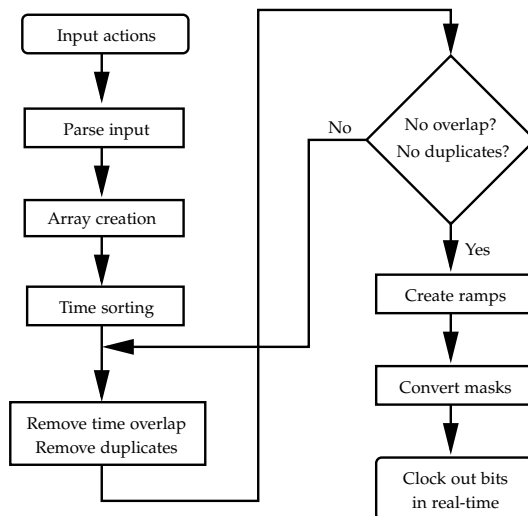 Input actions
Parse input
Array creation
Time sorting
Remove time overlap
Remove duplicates
No overlap?
No duplicates?
No
Yes
Create ramps
Convert masks
Clock out bits
in real-time